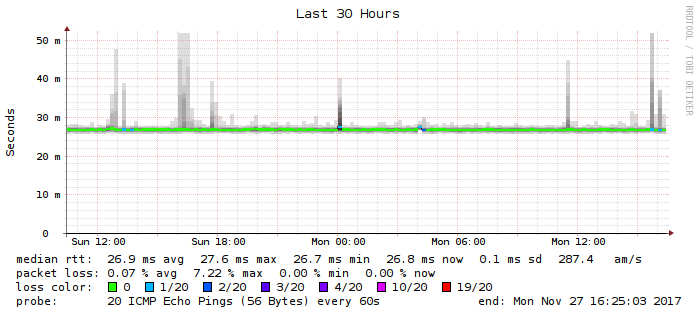 Last 30 Hours
RRDTOOL / TOBI OETIKER
Seconds
50 m
40 m
30 m
20 m
10 m
0
Sun 12:00 Sun 18:00 Mon 00:00 Mon 06:00 Mon 12:00
median rtt: 26.9 ms avg 27.6 ms max 26.7 ms min 26.8 ms now 0.1 ms sd 287.4 am/s
packet loss: 0.07 % avg 7.22 % max 0.00 % min 0.00 % now
loss color: 0 1/20 2/20 3/20 4/20 10/20 19/20
probe: 20 ICMP Echo Pings (56 Bytes) every 60s end: Mon Nov 27 16:25:03 2017